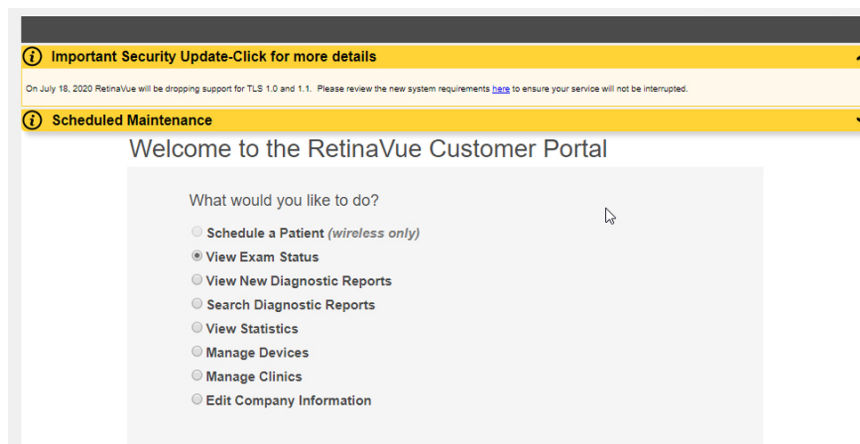 Important Security Update-Click for more details
On July 18, 2020 RetinaVue will be dropping support for TLS 1.0 and 1.1. Please review the new system requirements here to ensure your service will not be interrupted.
Scheduled Maintenance
Welcome to the RetinaVue Customer Portal
What would you like to do?
Schedule a Patient (wireless only)
View Exam Status
View New Diagnostic Reports
Search Diagnostic Reports
View Statistics
Manage Devices
Manage Clinics
Edit Company Information